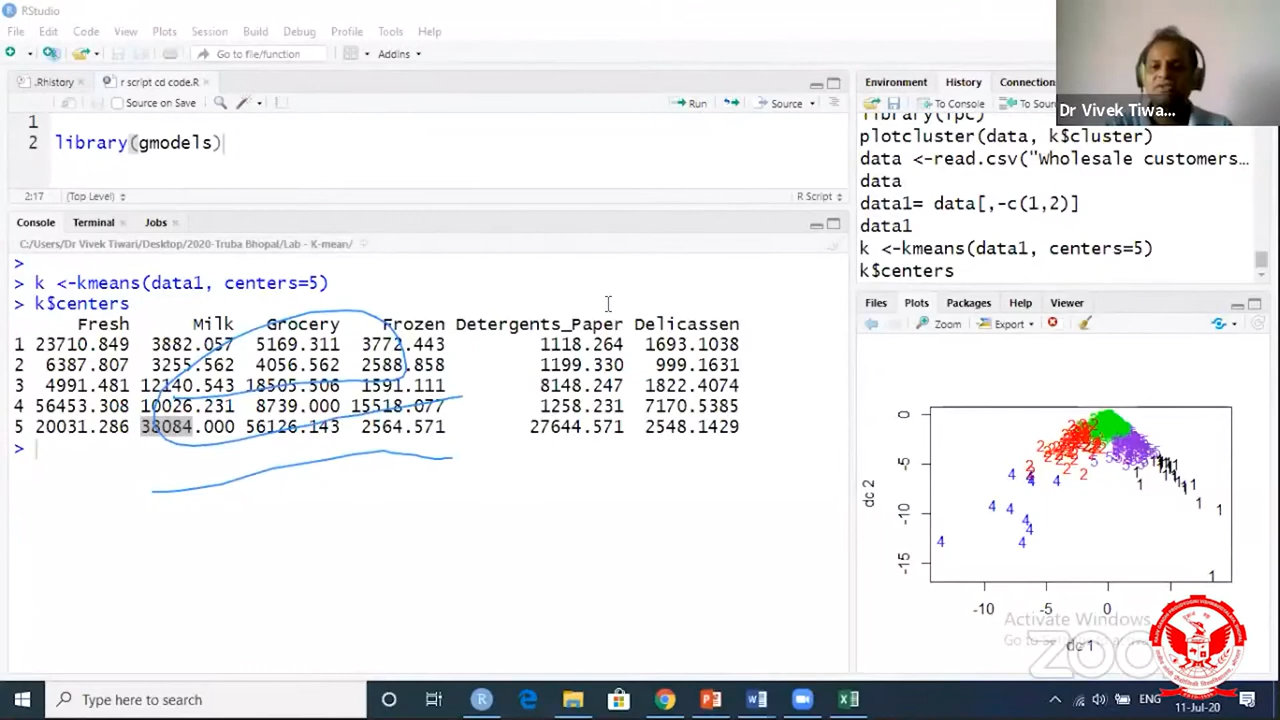 RStudio
File Edit Code View Plots Session Build Debug Profile Tools Help
Go to file/function Addins
.Rhistory r script cd code.R
Source on Save Run Source
1
2 library(gmodels)
2:17 (Top Level) R Script
Console Terminal Jobs
C:/Users/Dr Vivek Tiwari/Desktop/2020-Truba Bhopal/Lab - K-mean/
>
> k <-kmeans(data1, centers=5)
> k$centers
Fresh Milk Grocery Frozen Detergents_Paper Delicassen
1 23710.849 3882.057 5169.311 3772.443 1118.264 1693.1038
2 6387.807 3255.562 4056.562 2588.858 1199.330 999.1631
3 4991.481 12140.543 18505.506 1591.111 8148.247 1822.4074
4 56453.308 10026.231 8739.000 15518.077 1258.231 7170.5385
5 20031.286 38084.000 56126.143 2564.571 27644.571 2548.1429
>
Environment History Connection
To Console To Sour
Dr Vivek Tiwa...
library(fpc)
plotcluster(data, k$cluster)
data <-read.csv("Wholesale customers...
data
data1= data[,-c(1,2)]
data1
k <-kmeans(data1, centers=5)
k$centers
Files Plots Packages Help Viewer
Zoom Export
0
-5
-10
-15
dc 2
-10 -5 0
dc 1
Activate Windows
Go to
zoo
Type here to search
ENG
11-Jul-20